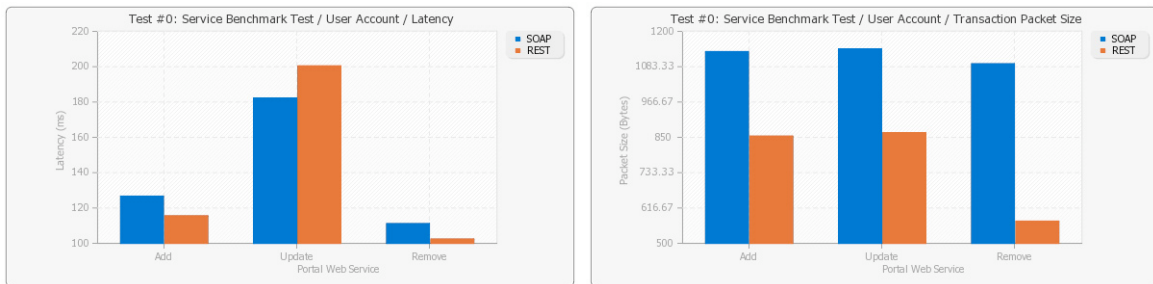 Test #0: Service Benchmark Test / User Account / Latency
SOAP
REST
220
200
180
160
140
120
100
Latency (ms)
Add
Update
Remove
Portal Web Service
Test #0: Service Benchmark Test / User Account / Transaction Packet Size
SOAP
REST
1200
1083.33
966.67
850
733.33
616.67
500
Packet Size (Bytes)
Add
Update
Remove
Portal Web Service